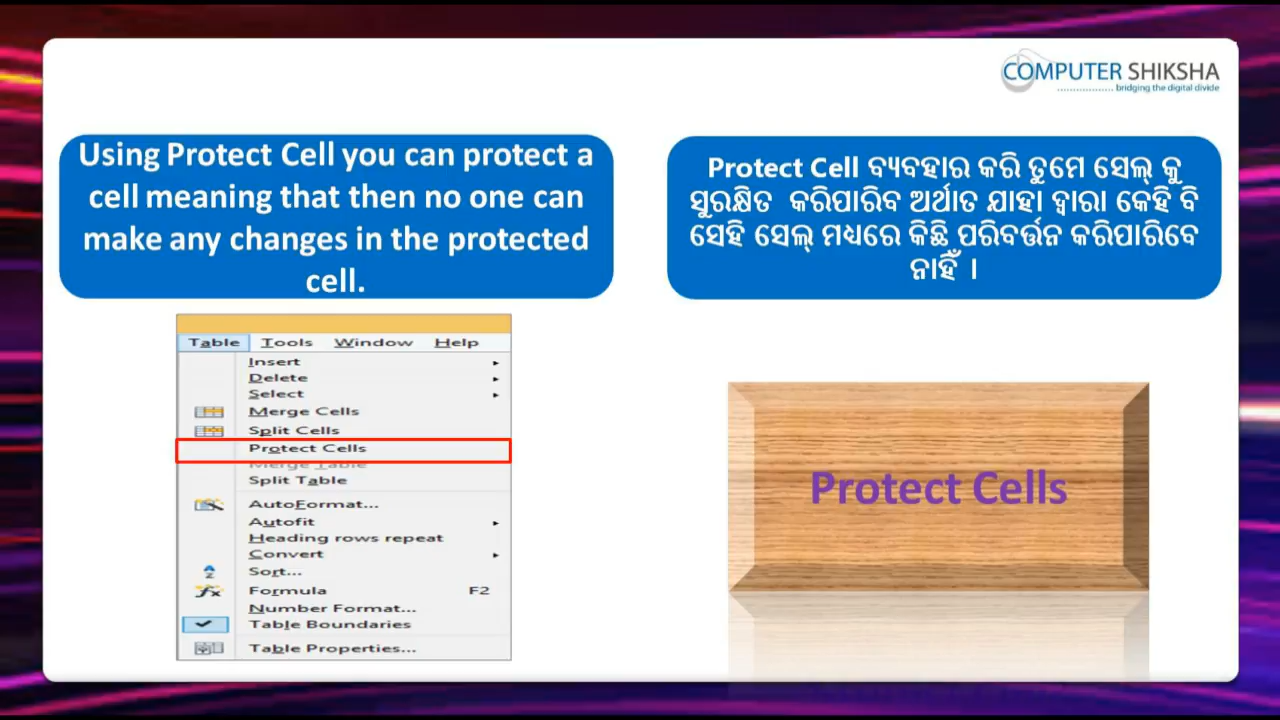 COMPUTER SHIKSHA
bridging the digital divide
Using Protect Cell you can protect a
cell meaning that then no one can
make any changes in the protected
cell.
Protect Cell ବ୍ୟବହାର କରି ତୁମେ ସେଲ୍ କୁ
ସୁରକ୍ଷିତ କରିପାରିବ ଅର୍ଥାତ ଯାହା ଦ୍ୱାରା କେହି ବି
ସେହି ସେଲ୍ ମଧ୍ୟରେ କିଛି ପରିବର୍ତ୍ତନ କରିପାରିବେ
ନାହିଁ ।
Table Tools Window Help
Insert
Delete
Select
Merge Cells
Split Cells
Protect Cells
Merge Table
Split Table
AutoFormat...
Autofit
Heading rows repeat
Convert
Sort...
Formula F2
Number Format...
Table Boundaries
Table Properties...
Protect Cells